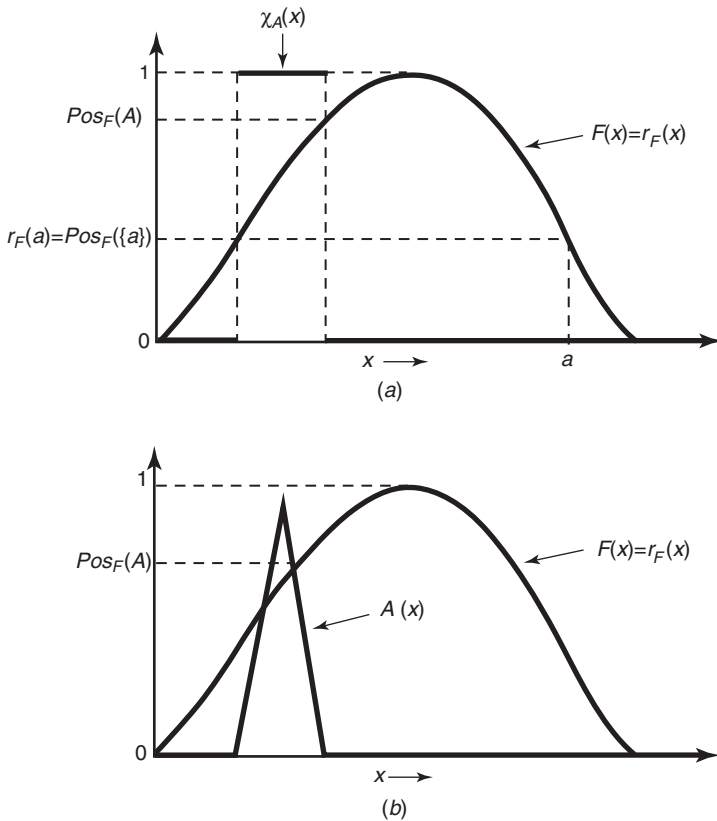 χA(x)
1
PosF(A)
F(x)=rF(x)
rF(a)=PosF({a})
0
x
a
(a)
1
PosF(A)
F(x)=rF(x)
A (x)
0
x
(b)